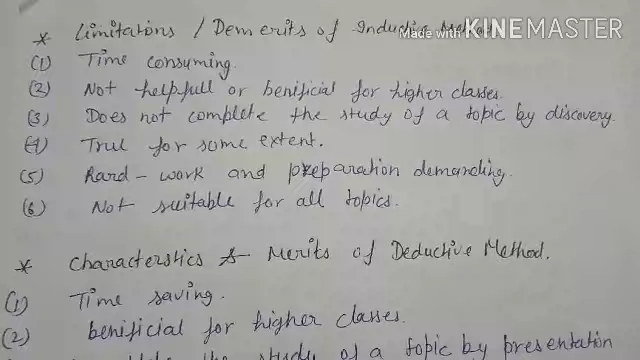 * Limitations / Demerits of Inductive
Made with KINEMASTER
(1) Time consuming.
(2) Not helpfull or benificial for higher classes.
(3) Does not complete the study of a topic by discovery.
(4) True for some extent.
(5) Hard-work and preparation demanding.
(6) Not suitable for all topics.
* Characterstics & Merits of Deductive Method.
(1) Time saving.
(2) benificial for higher classes.
the study of a topic by presentation